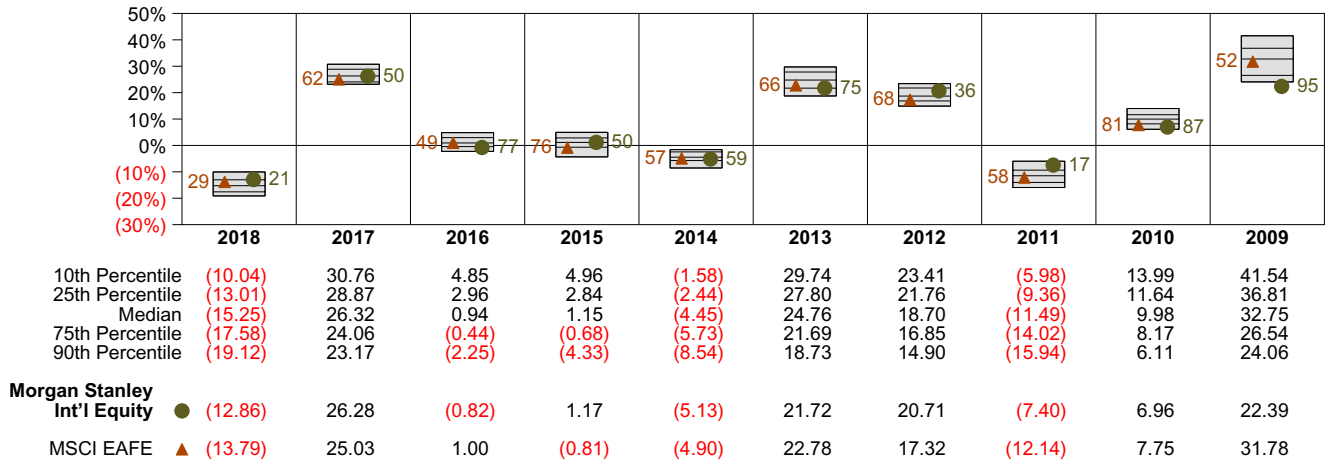 50%
40%
30%
20%
10%
0%
(10%)
(20%)
(30%)
29 21
62 50
49 77
76 50
57 59
66 75
68 36
58 17
81 87
52 95
2018 2017 2016 2015 2014 2013 2012 2011 2010 2009
10th Percentile (10.04) 30.76 4.85 4.96 (1.58) 29.74 23.41 (5.98) 13.99 41.54
25th Percentile (13.01) 28.87 2.96 2.84 (2.44) 27.80 21.76 (9.36) 11.64 36.81
Median (15.25) 26.32 0.94 1.15 (4.45) 24.76 18.70 (11.49) 9.98 32.75
75th Percentile (17.58) 24.06 (0.44) (0.68) (5.73) 21.69 16.85 (14.02) 8.17 26.54
90th Percentile (19.12) 23.17 (2.25) (4.33) (8.54) 18.73 14.90 (15.94) 6.11 24.06
Morgan Stanley
Int'l Equity (12.86) 26.28 (0.82) 1.17 (5.13) 21.72 20.71 (7.40) 6.96 22.39
MSCI EAFE (13.79) 25.03 1.00 (0.81) (4.90) 22.78 17.32 (12.14) 7.75 31.78